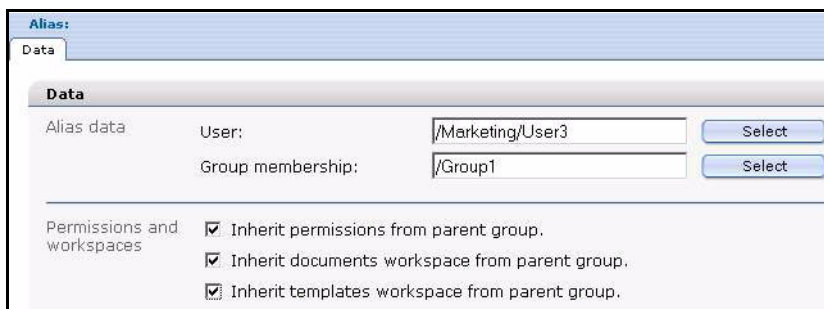 Alias:
Data
Data
Alias data
User:
/Marketing/User3
Select
Group membership:
/Group1
Select
Permissions and workspaces
Inherit permissions from parent group.
Inherit documents workspace from parent group.
Inherit templates workspace from parent group.